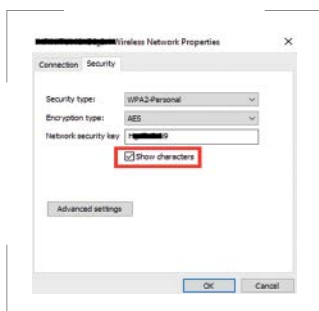 Wireless Network Properties
Connection Security
Security type: WPA2-Personal
Encryption type: AES
Network security key
Show characters
Advanced settings
OK Cancel